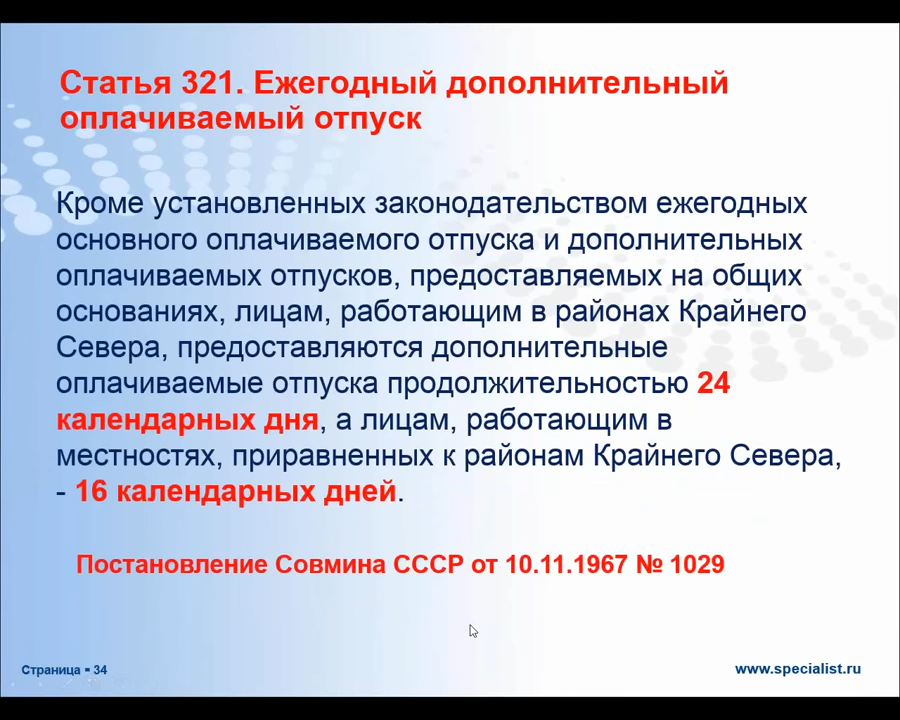 Статья 321. Ежегодный дополнительный
оплачиваемый отпуск
Кроме установленных законодательством ежегодных
основного оплачиваемого отпуска и дополнительных
оплачиваемых отпусков, предоставляемых на общих
основаниях, лицам, работающим в районах Крайнего
Севера, предоставляются дополнительные
оплачиваемые отпуска продолжительностью 24
календарных дня, а лицам, работающим в
местностях, приравненных к районам Крайнего Севера,
- 16 календарных дней.
Постановление Совмина СССР от 10.11.1967 № 1029
Страница ▪ 34
www.specialist.ru